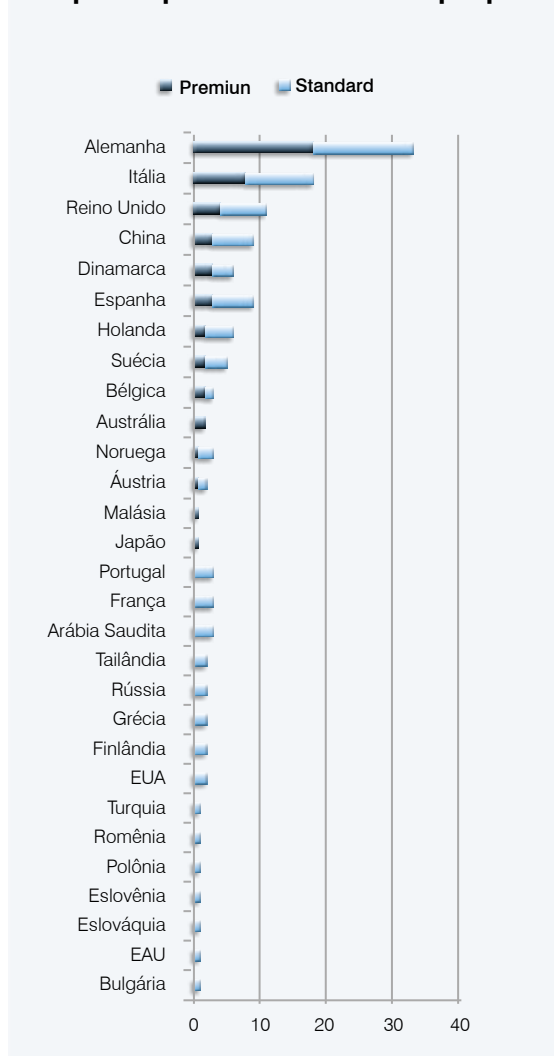 Premiun Standard
Alemanha
Itália
Reino Unido
China
Dinamarca
Espanha
Holanda
Suécia
Bélgica
Austrália
Noruega
Áustria
Malásia
Japão
Portugal
França
Arábia Saudita
Tailândia
Rússia
Grécia
Finlândia
EUA
Turquia
Romênia
Polônia
Eslovênia
Eslováquia
EAU
Bulgária
0 10 20 30 40